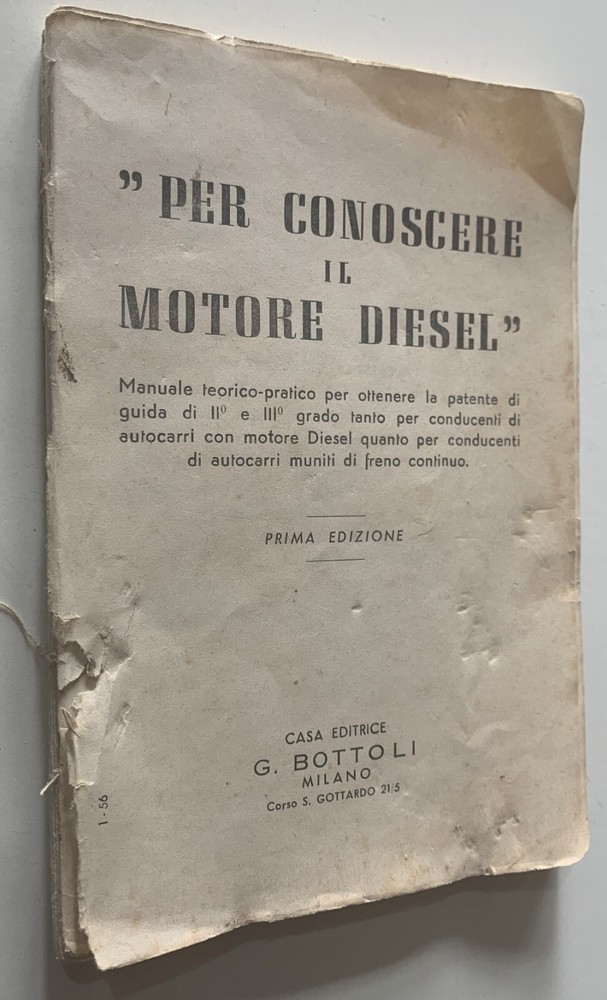 ” PER CONOSCERE
IL
MOTORE DIESEL”
Manuale teorico-pratico per ottenere la patente di
guida di IIº e IIIº grado tanto per conducenti di
autocarri con motore Diesel quanto per conducenti
di autocarri muniti di freno continuo.
PRIMA EDIZIONE
CASA EDITRICE
G. BOTTOLI
MILANO
Corso S. GOTTARDO 21/5
1 - 56